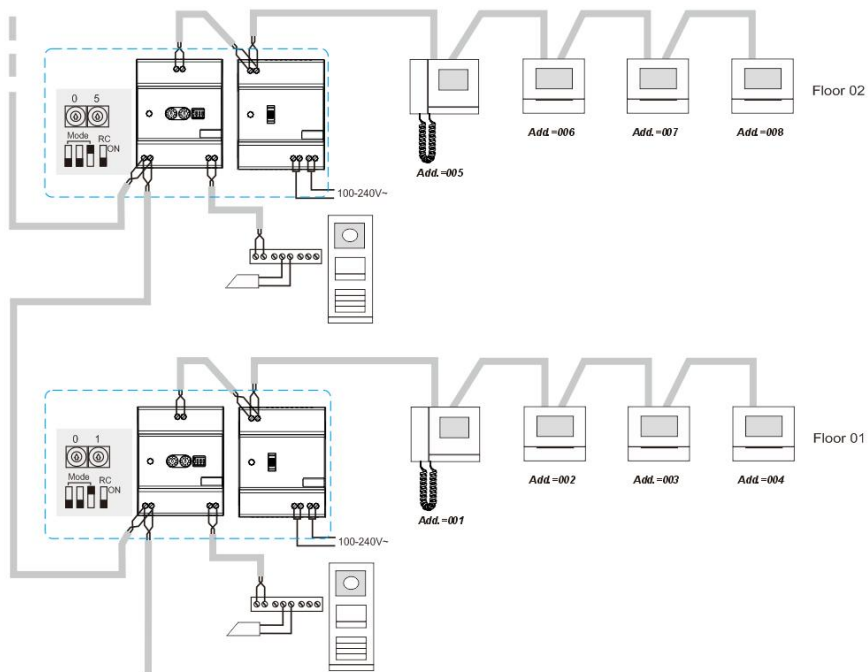 0 5
Mode RC
ON
Floor 02
Add.=005
Add.=006
Add.=007
Add.=008
100-240V~
0 1
Mode RC
ON
Floor 01
Add.=001
Add.=002
Add.=003
Add.=004
100-240V~